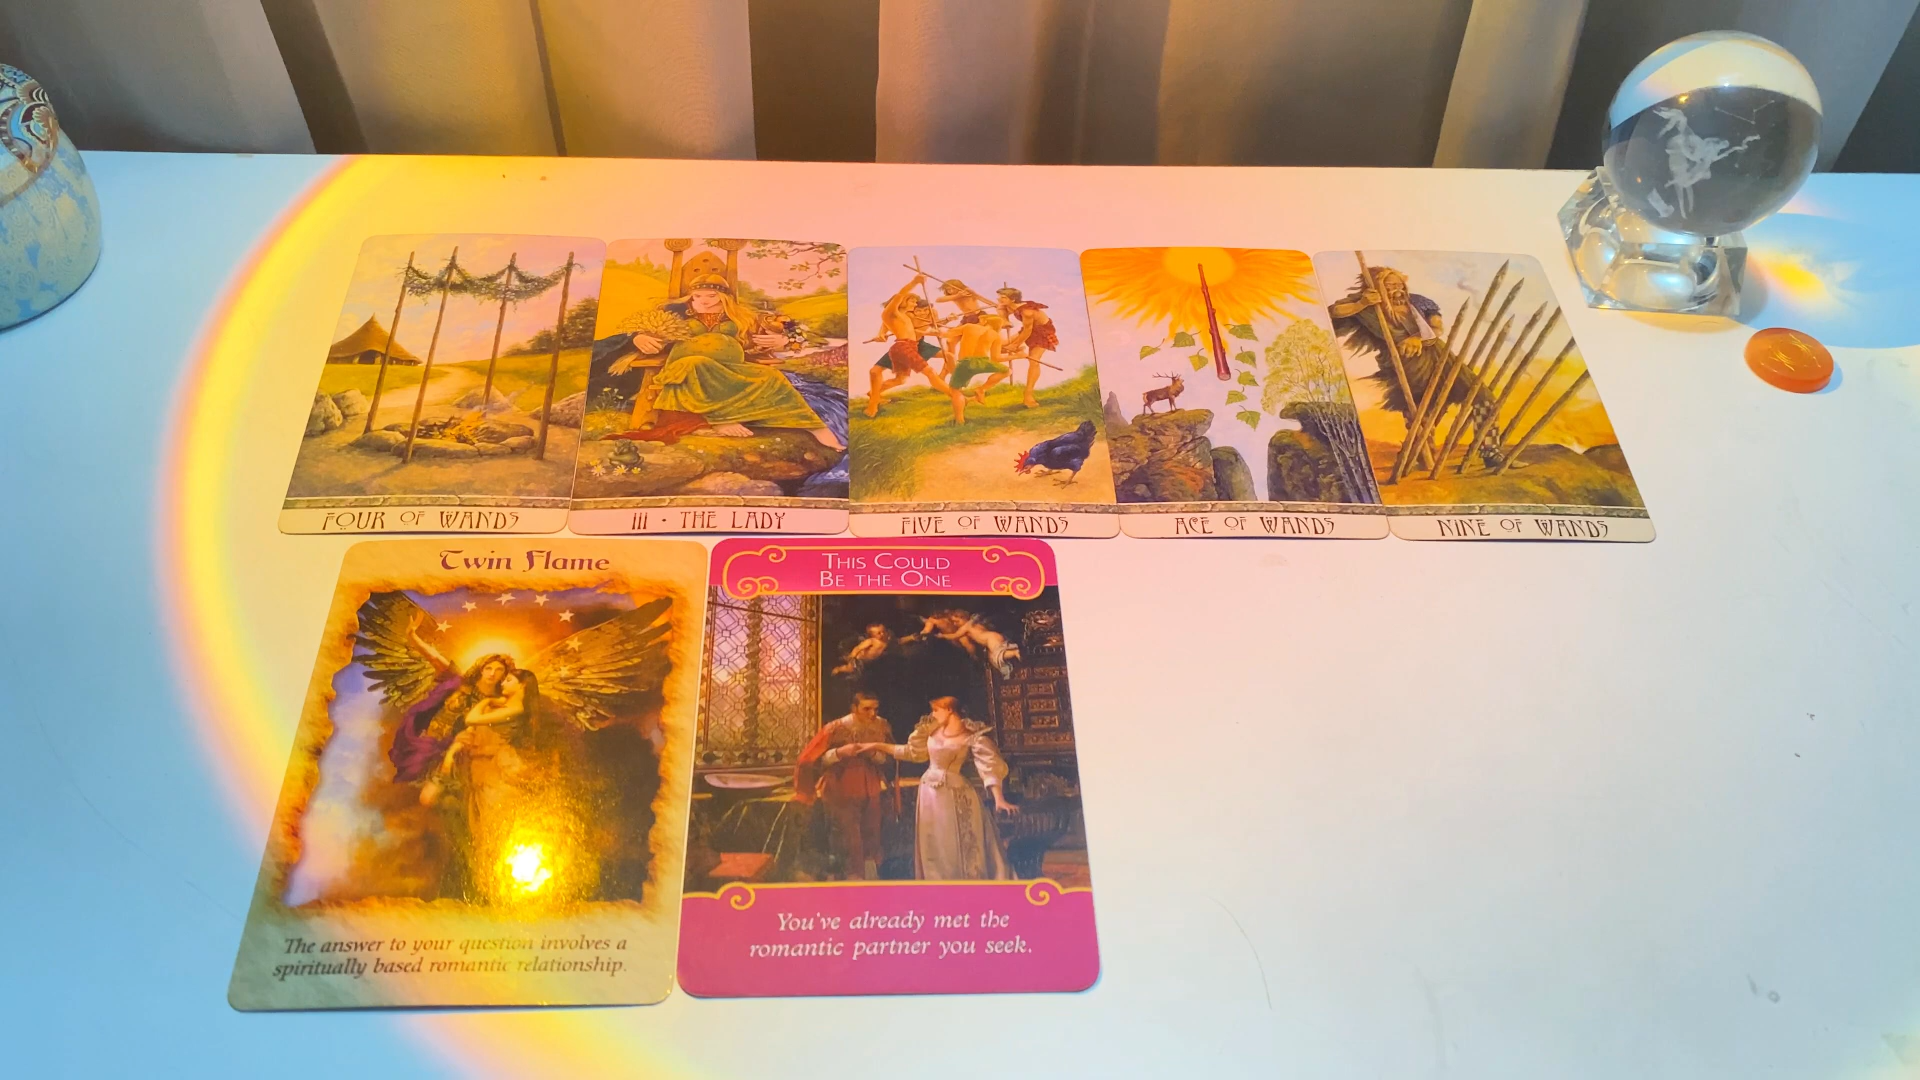 FOUR OF WANDS
III • THE LADY
FIVE OF WANDS
ACE OF WANDS
NINE OF WANDS
Twin Flame
The answer to your question involves a
spiritually based romantic relationship.
THIS COULD
BE THE ONE
You've already met the
romantic partner you seek.